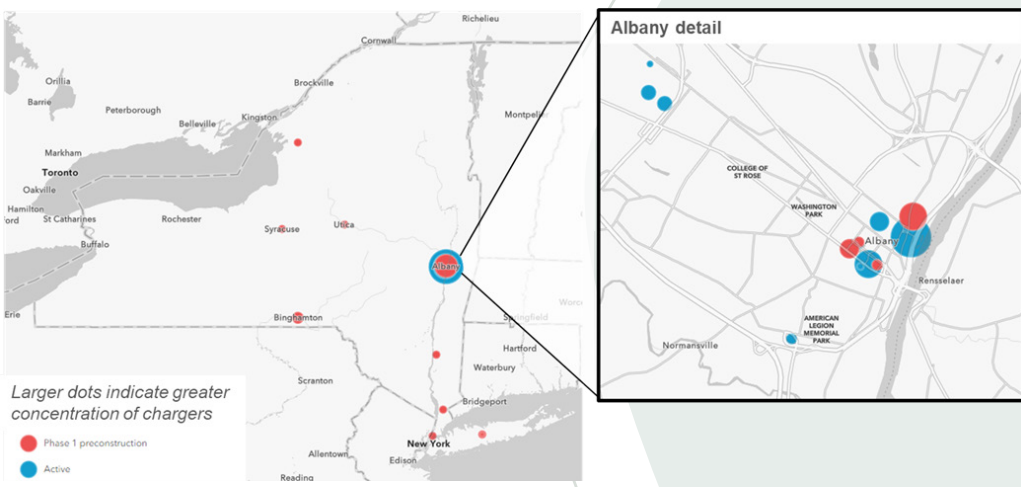 Richelieu
Cornwall
Orillia
Barrie
Brockville
Peterborough
Kingston
Belleville
Montpelier
Markham
Toronto
Oakville
Hamilton
ford
St Catharines
Rochester
Syracuse
Utica
Buffalo
Albany
Erie
Binghamton
Worc
Springfield
Hartford
Waterbury
Scranton
Bridgeport
New York
Allentown
Edison
Reading
Larger dots indicate greater
concentration of chargers
Phase 1 preconstruction
Active
Albany detail
COLLEGE OF
ST ROSE
WASHINGTON
PARK
Albany
Rensselaer
AMERICAN
LEGION
MEMORIAL
PARK
Normansville